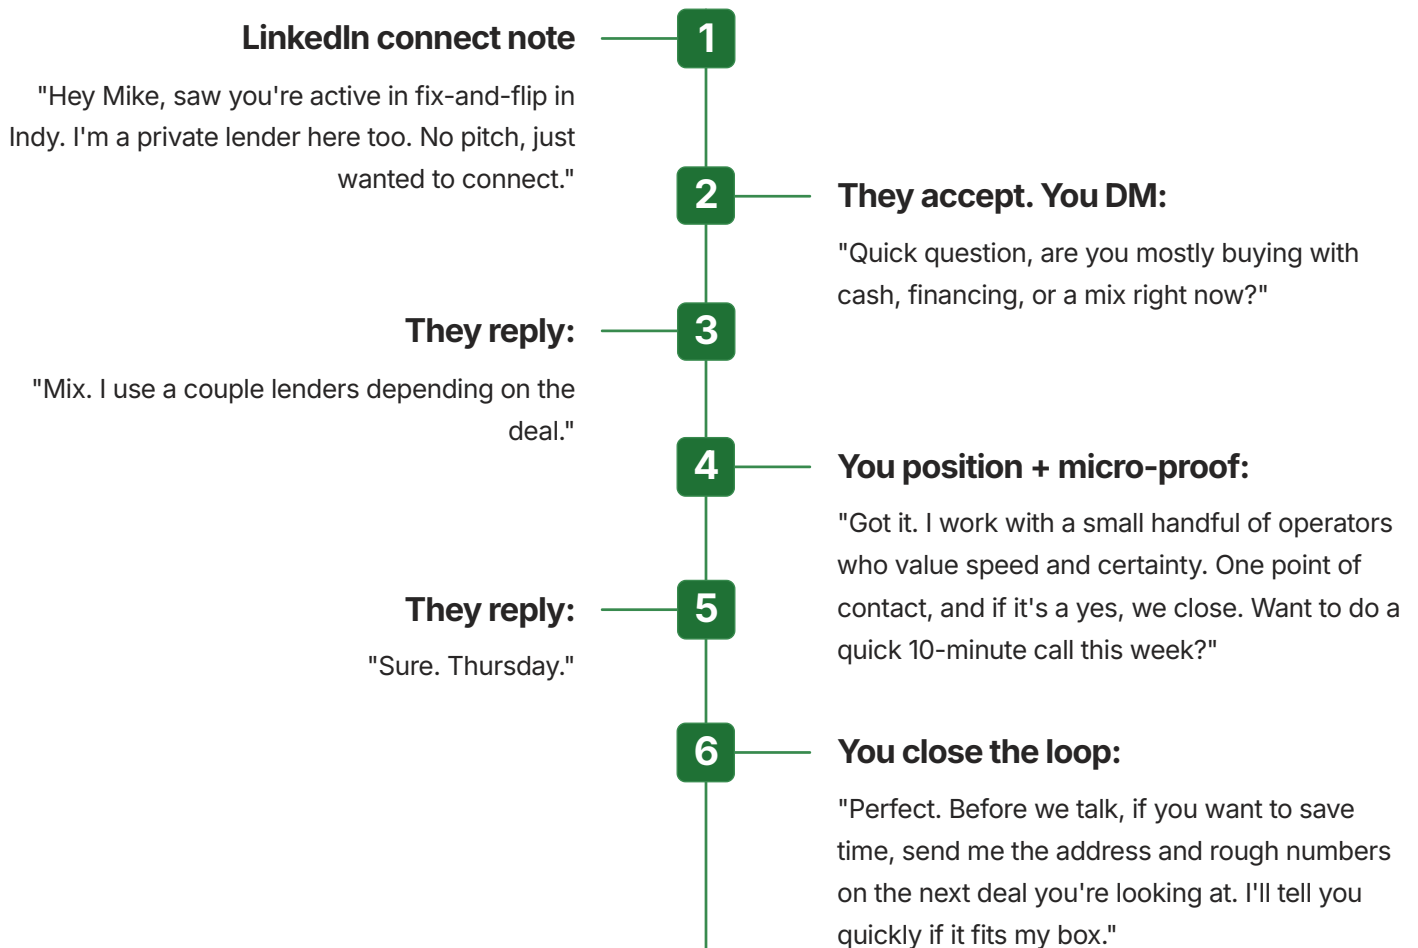 LinkedIn connect note
1
"Hey Mike, saw you're active in fix-and-flip in
Indy. I'm a private lender here too. No pitch, just
wanted to connect."
2
They accept. You DM:
"Quick question, are you mostly buying with
cash, financing, or a mix right now?"
They reply:
3
"Mix. I use a couple lenders depending on the
deal."
4
You position + micro-proof:
"Got it. I work with a small handful of operators
who value speed and certainty. One point of
contact, and if it's a yes, we close. Want to do a
quick 10-minute call this week?"
They reply:
5
"Sure. Thursday."
6
You close the loop:
"Perfect. Before we talk, if you want to save
time, send me the address and rough numbers
on the next deal you're looking at. I'll tell you
quickly if it fits my box."